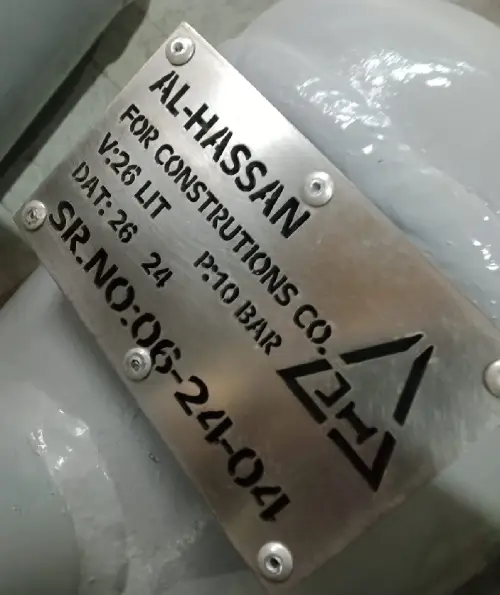 AL-HASSAN
FOR CONSTRUTIONS CO.
V:26 LIT P:10 BAR
DAT: 26 24
SR.NO:06-24-04